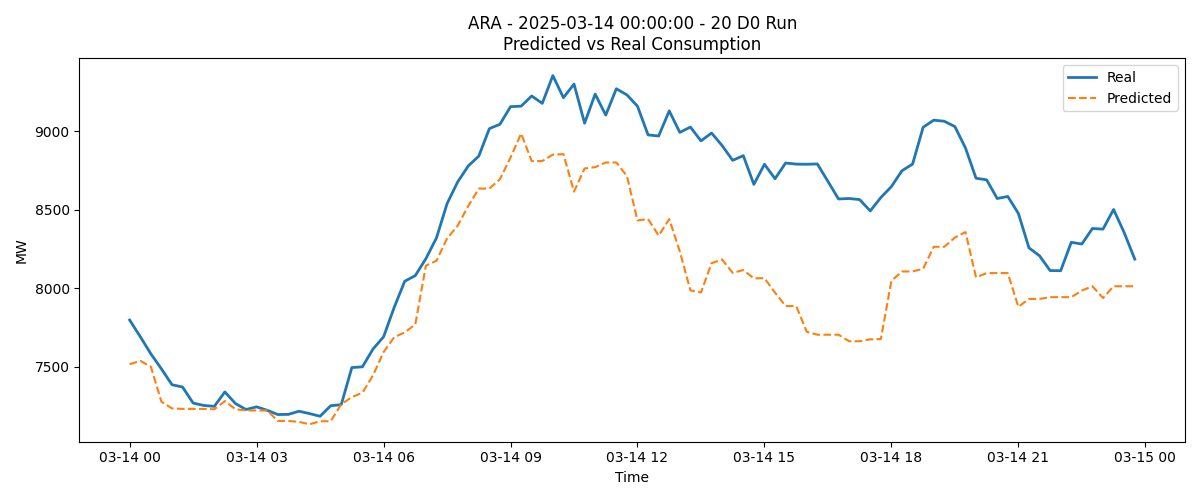 ARA - 2025-03-14 00:00:00 - 20 D0 Run
Predicted vs Real Consumption
Real
Predicted
MW
9000
8500
8000
7500
03-14 00
03-14 03
03-14 06
03-14 09
03-14 12
03-14 15
03-14 18
03-14 21
03-15 00
Time